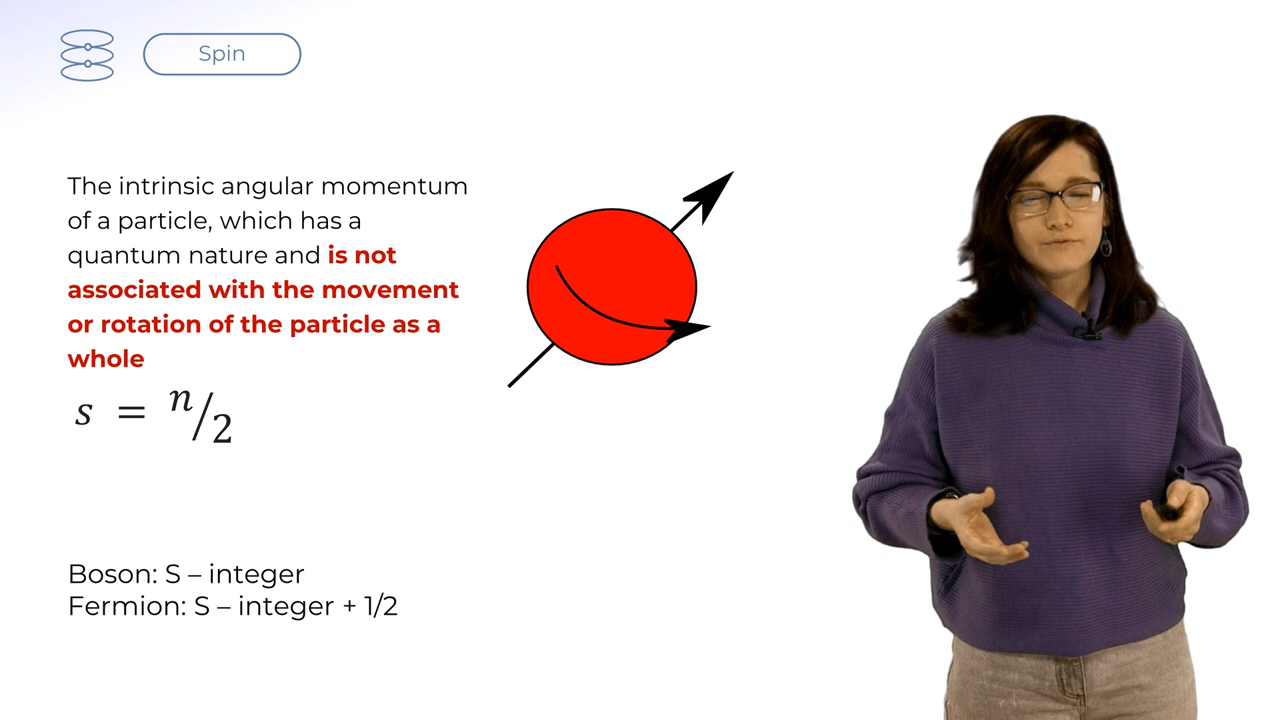 Spin
The intrinsic angular momentum
of a particle, which has a
quantum nature and is not
associated with the movement
or rotation of the particle as a
whole
s = n/2
Boson: S – integer
Fermion: S – integer + 1/2